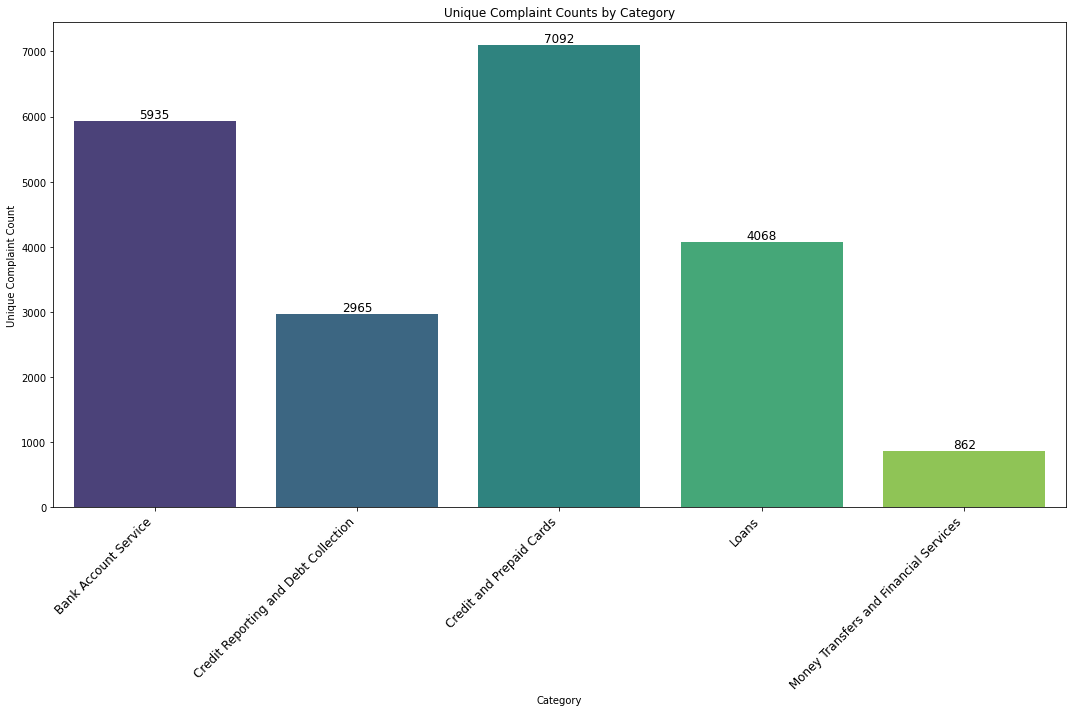 Unique Complaint Counts by Category
Unique Complaint Count
7000
6000
5000
4000
3000
2000
1000
0
5935
2965
7092
4068
862
Bank Account Service
Credit Reporting and Debt Collection
Credit and Prepaid Cards
Loans
Money Transfers and Financial Services
Category